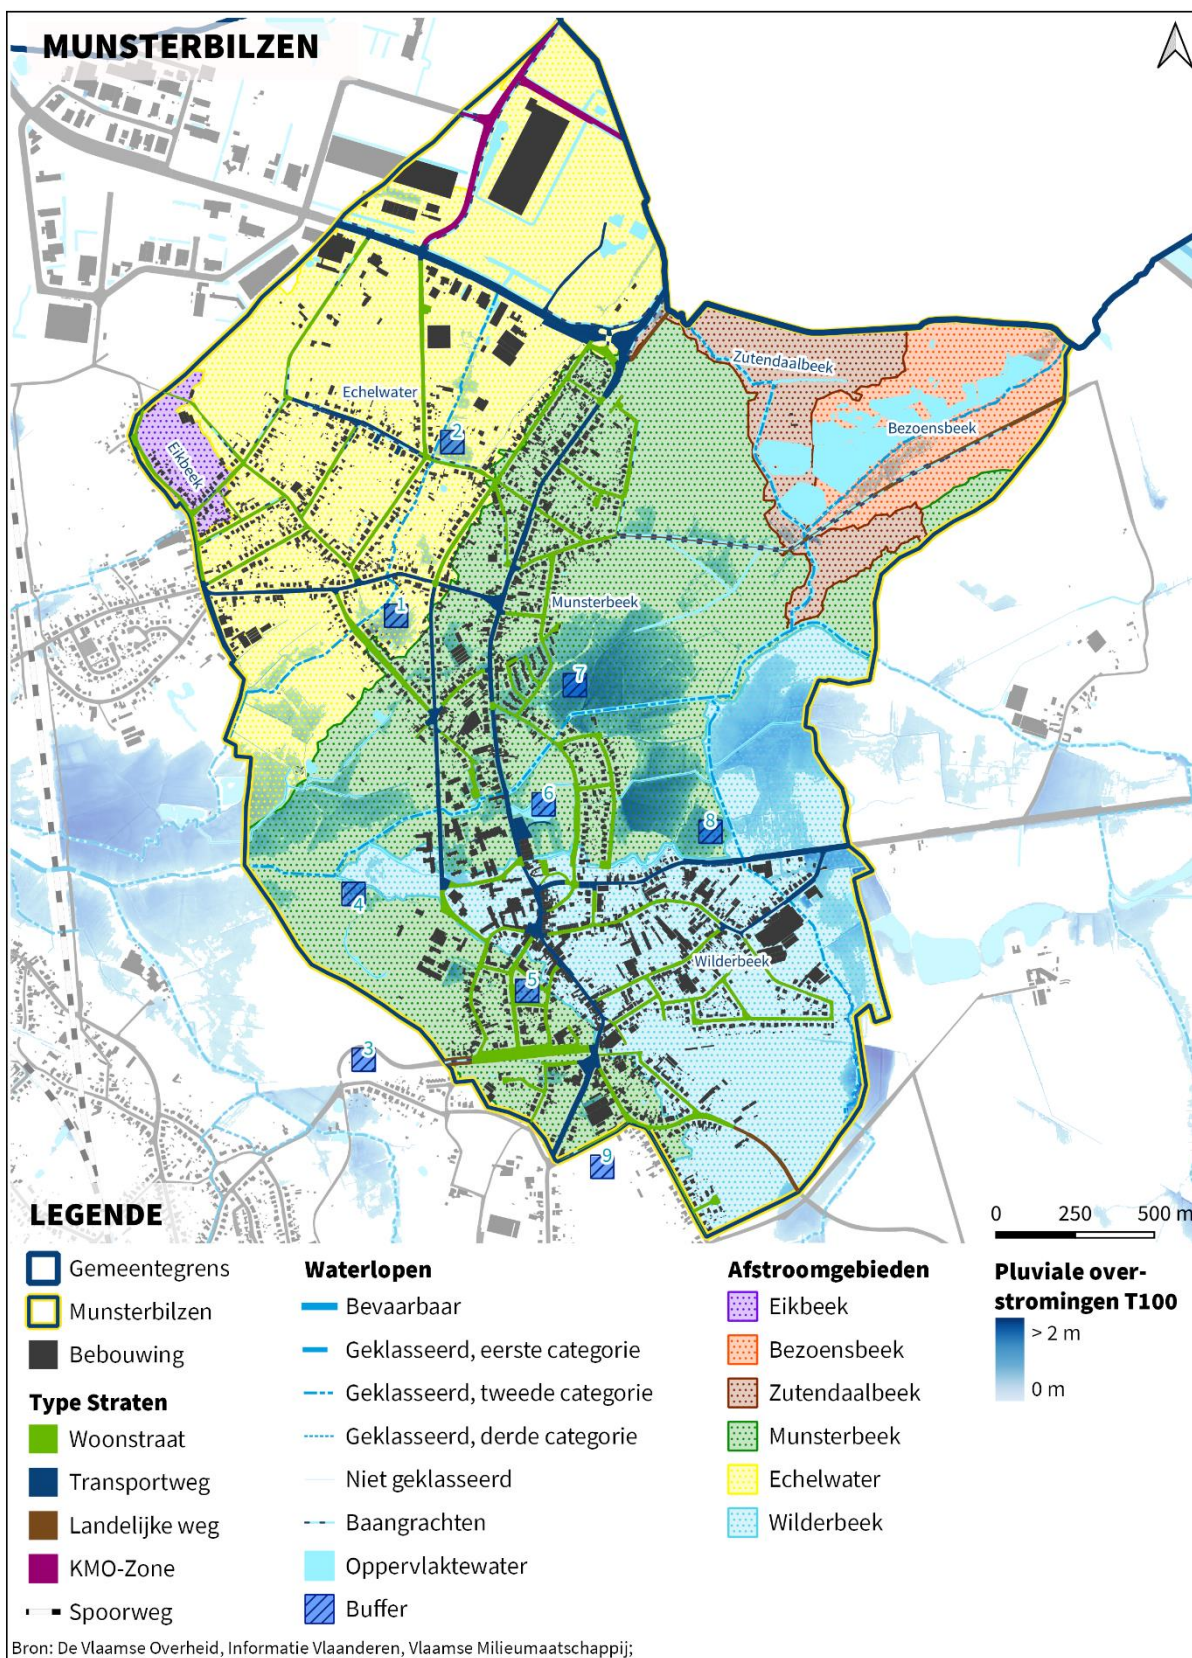 MUNSTERBILZEN
Zutendaalbeek
Echelwater
Bezoensbeek
2
Eikbeek
Munsterbeek
1
7
6
8
4
Wilderbeek
5
3
9
LEGENDE
0 250 500 m
Gemeentegrens
Munsterbilzen
Bebouwing
Type Straten
Woonstraat
Transportweg
Landelijke weg
KMO-Zone
Spoorweg
Waterlopen
Bevaarbaar
Geklasseerd, eerste categorie
Geklasseerd, tweede categorie
Geklasseerd, derde categorie
Niet geklasseerd
Baangrachten
Oppervlaktewater
Buffer
Afstroomgebieden
Eikbeek
Bezoensbeek
Zutendaalbeek
Munsterbeek
Echelwater
Wilderbeek
Pluviale over-
stromingen T100
> 2 m
0 m
Bron: De Vlaamse Overheid, Informatie Vlaanderen, Vlaamse Milieumaatschappij;